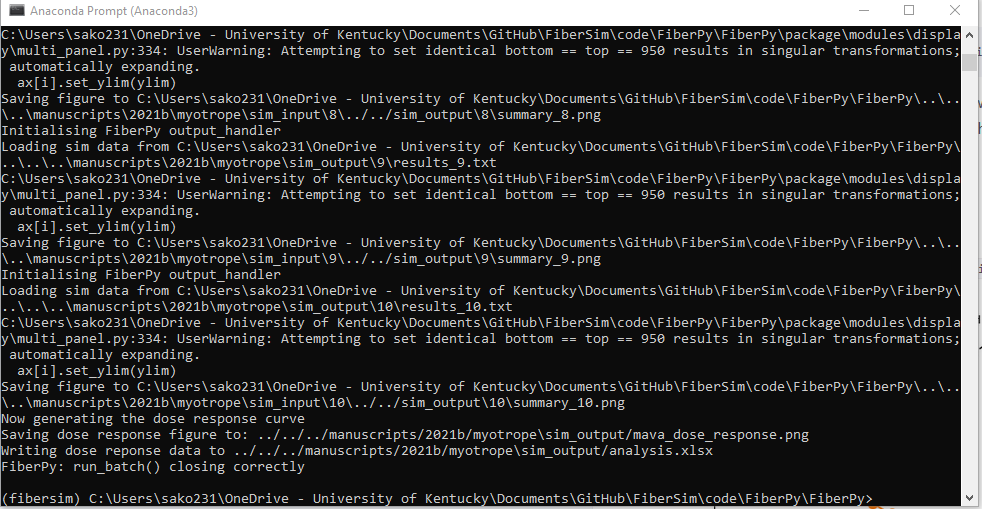 Anaconda Prompt (Anaconda3)
C:\Users\sako231\OneDrive - University of Kentucky\Documents\GitHub\FiberSim\code\FiberPy\FiberPy\package\modules\displa
y\multi_panel.py:334: UserWarning: Attempting to set identical bottom == top == 950 results in singular transformations;
 automatically expanding.
  ax[i].set_ylim(ylim)
Saving figure to C:\Users\sako231\OneDrive - University of Kentucky\Documents\GitHub\FiberSim\code\FiberPy\FiberPy\..\..
\..\manuscripts\2021b\myotrope\sim_input\8\../../sim_output\8\summary_8.png
Initialising FiberPy output_handler
Loading sim data from C:\Users\sako231\OneDrive - University of Kentucky\Documents\GitHub\FiberSim\code\FiberPy\FiberPy\
..\..\..\manuscripts\2021b\myotrope\sim_output\9\results_9.txt
C:\Users\sako231\OneDrive - University of Kentucky\Documents\GitHub\FiberSim\code\FiberPy\FiberPy\package\modules\displa
y\multi_panel.py:334: UserWarning: Attempting to set identical bottom == top == 950 results in singular transformations;
 automatically expanding.
  ax[i].set_ylim(ylim)
Saving figure to C:\Users\sako231\OneDrive - University of Kentucky\Documents\GitHub\FiberSim\code\FiberPy\FiberPy\..\..
\..\manuscripts\2021b\myotrope\sim_input\9\../../sim_output\9\summary_9.png
Initialising FiberPy output_handler
Loading sim data from C:\Users\sako231\OneDrive - University of Kentucky\Documents\GitHub\FiberSim\code\FiberPy\FiberPy\
..\..\..\manuscripts\2021b\myotrope\sim_output\10\results_10.txt
C:\Users\sako231\OneDrive - University of Kentucky\Documents\GitHub\FiberSim\code\FiberPy\FiberPy\package\modules\displa
y\multi_panel.py:334: UserWarning: Attempting to set identical bottom == top == 950 results in singular transformations;
 automatically expanding.
  ax[i].set_ylim(ylim)
Saving figure to C:\Users\sako231\OneDrive - University of Kentucky\Documents\GitHub\FiberSim\code\FiberPy\FiberPy\..\..
\..\manuscripts\2021b\myotrope\sim_input\10\../../sim_output\10\summary_10.png
Now generating the dose response curve
Saving dose response figure to: ../../../manuscripts/2021b/myotrope\sim_output/mava_dose_response.png
Writing dose reponse data to ../../../manuscripts/2021b/myotrope\sim_output/analysis.xlsx
FiberPy: run_batch() closing correctly
(fibersim) C:\Users\sako231\OneDrive - University of Kentucky\Documents\GitHub\FiberSim\code\FiberPy\FiberPy>